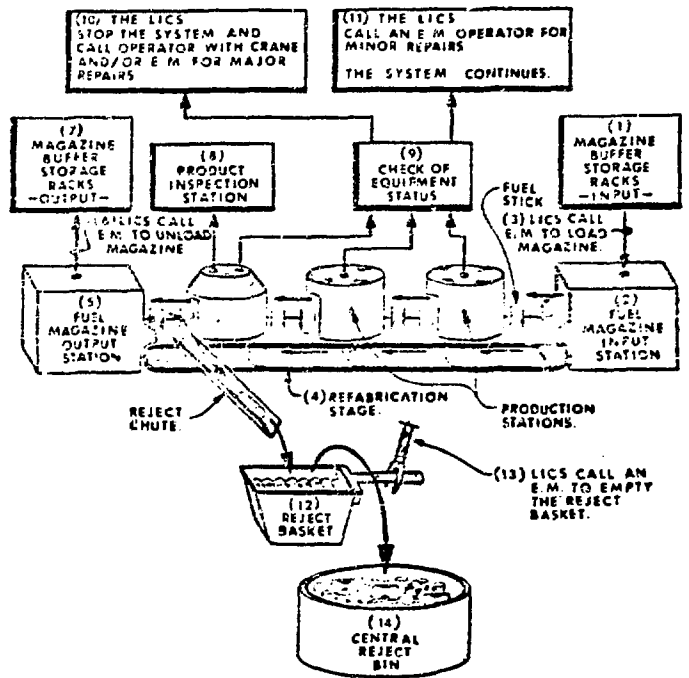 (10) THE LICS
STOP THE SYSTEM AND
CALL OPERATOR WITH CRANE
AND/OR E M FOR MAJOR
REPAIRS
(11) THE LICS
CALL AN E.M. OPERATOR FOR
MINOR REPAIRS
THE SYSTEM CONTINUES.
(7)
MAGAZINE
BUFFER
STORAGE
RACKS
—OUTPUT—
(8)
PRODUCT
INSPECTION
STATION
(9)
CHECK OF
EQUIPMENT
STATUS
(1)
MAGAZINE
BUFFER
STORAGE
RACKS
—INPUT—
FUEL
STICK
(6) LICS CALL
E.M. TO UNLOAD
MAGAZINE
(3) LICS CALL
E.M. TO LOAD
MAGAZINE.
(5)
FUEL
MAGAZINE
OUTPUT
STATION
(2)
FUEL
MAGAZINE
INPUT
STATION
REJECT
CHUTE.
(4) REFABRICATION
STAGE.
PRODUCTION
STATIONS.
(12)
REJECT
BASKET
(13) LICS CALL AN
E.M. TO EMPTY
THE REJECT
BASKET.
(14)
CENTRAL
REJECT
BIN